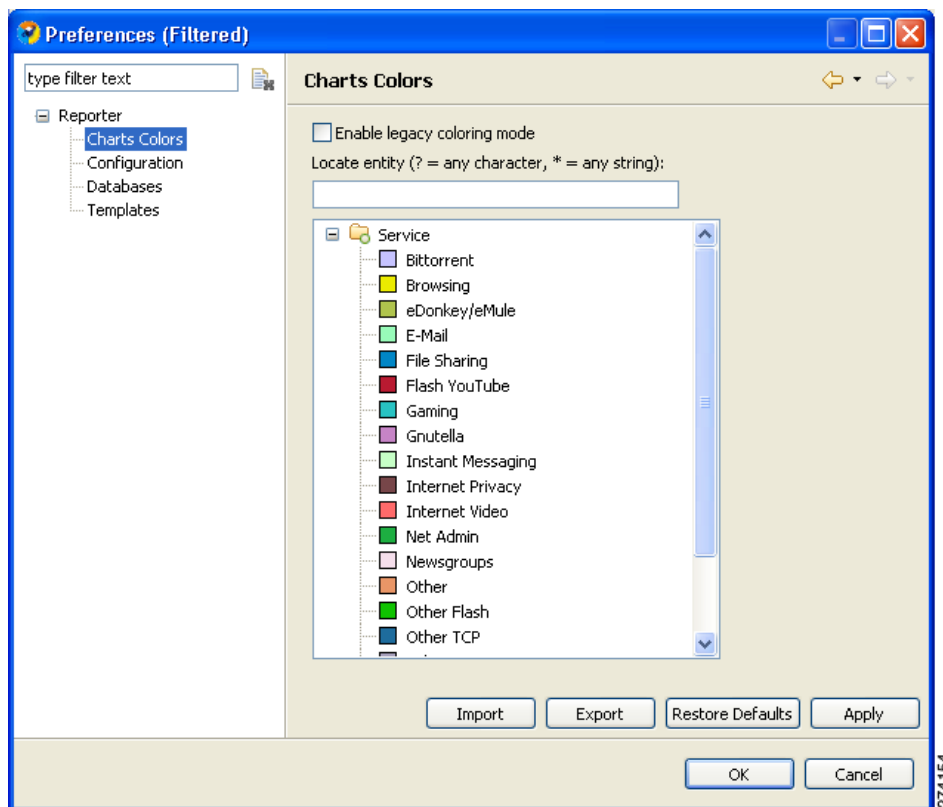 Preferences (Filtered)
type filter text
Reporter
Charts Colors
Configuration
Databases
Templates
Charts Colors
Enable legacy coloring mode
Locate entity (? = any character, * = any string):
Service
Bittorrent
Browsing
eDonkey/eMule
E-Mail
File Sharing
Flash YouTube
Gaming
Gnutella
Instant Messaging
Internet Privacy
Internet Video
Net Admin
Newsgroups
Other
Other Flash
Other TCP
Import
Export
Restore Defaults
Apply
OK
Cancel